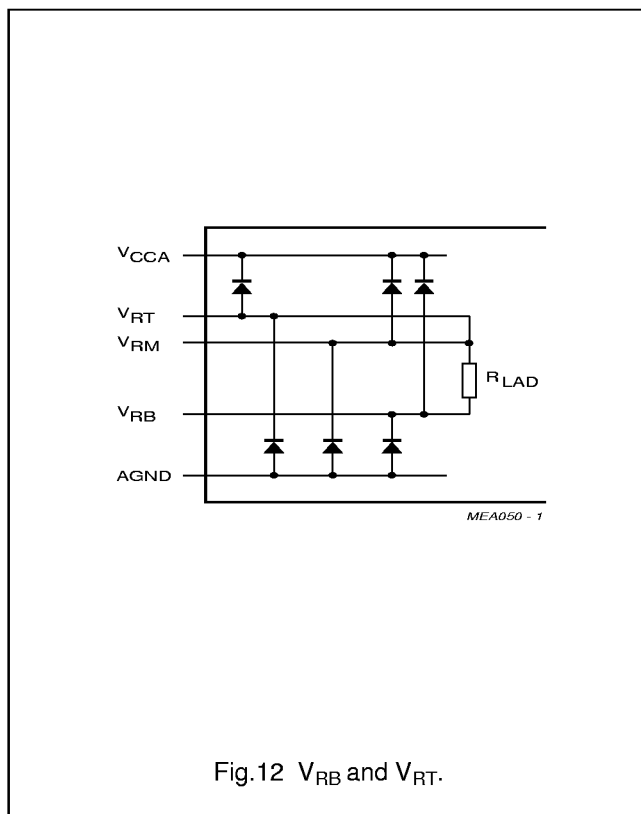 VCCA
VRT
VRM
RLAD
VRB
AGND
MEA050 - 1
Fig.12 VRB and VRT.